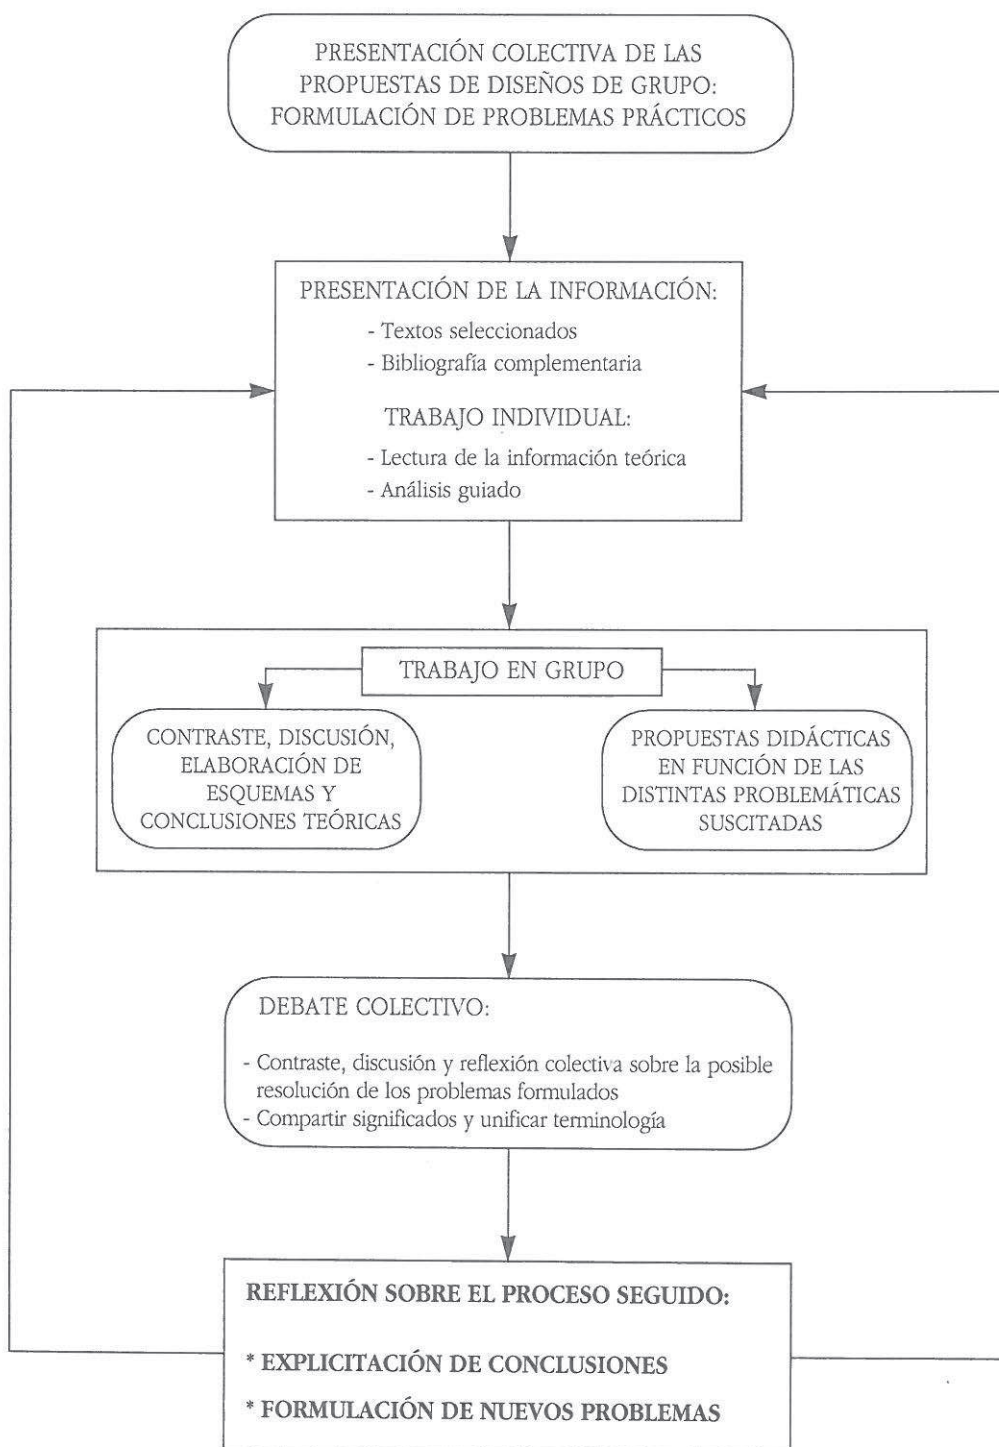 PRESENTACIÓN COLECTIVA DE LAS
PROPUESTAS DE DISEÑOS DE GRUPO:
FORMULACIÓN DE PROBLEMAS PRÁCTICOS
PRESENTACIÓN DE LA INFORMACIÓN:
- Textos seleccionados
- Bibliografía complementaria
TRABAJO INDIVIDUAL:
- Lectura de la información teórica
- Análisis guiado
TRABAJO EN GRUPO
CONTRASTE, DISCUSIÓN,
ELABORACIÓN DE
ESQUEMAS Y
CONCLUSIONES TEÓRICAS
PROPUESTAS DIDÁCTICAS
EN FUNCIÓN DE LAS
DISTINTAS PROBLEMÁTICAS
SUSCITADAS
DEBATE COLECTIVO:
- Contraste, discusión y reflexión colectiva sobre la posible
resolución de los problemas formulados
- Compartir significados y unificar terminología
REFLEXIÓN SOBRE EL PROCESO SEGUIDO:
* EXPLICITACIÓN DE CONCLUSIONES
* FORMULACIÓN DE NUEVOS PROBLEMAS